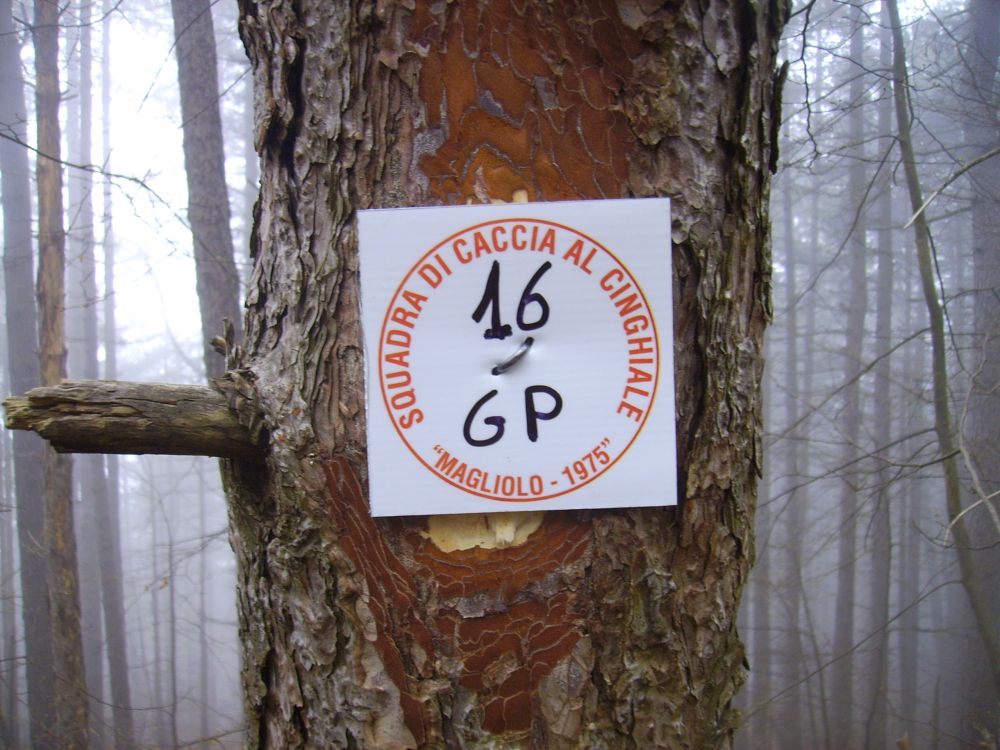 SQUADRA DI CACCIA AL CINGHIALE
16
GP
"MAGLIOLO - 1975"